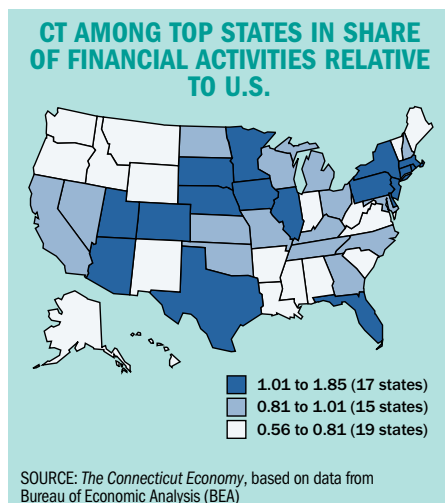 CT AMONG TOP STATES IN SHARE
OF FINANCIAL ACTIVITIES RELATIVE
TO U.S.
1.01 to 1.85 (17 states)
0.81 to 1.01 (15 states)
0.56 to 0.81 (19 states)
SOURCE: The Connecticut Economy, based on data from
Bureau of Economic Analysis (BEA)